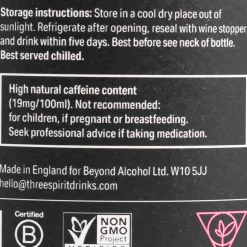 Storage instructions: Store in a cool dry place out of
sunlight. Refrigerate after opening, reseal with wine stopper
and drink within five days. Best before see neck of bottle.
Best served chilled.
High natural caffeine content
(19mg/100ml). Not recommended:
for children, if pregnant or breastfeeding.
Seek professional advice if taking medication.
Made in England for Beyond Alcohol Ltd. W10 5JJ
hello@threespiritdrinks.com
Certified
B
NON
GMO
Project